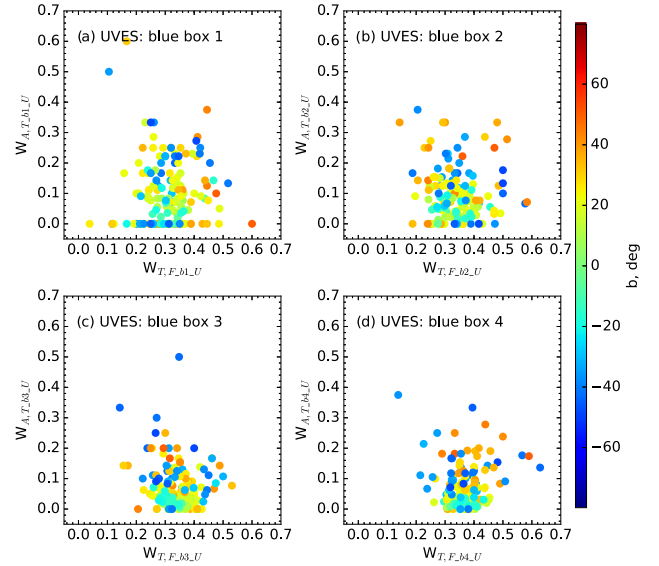 0.7
0.6
0.5
0.4
0.3
0.2
0.1
0.0
W_{A,T_b1_U}
(a) UVES: blue box 1
0.0 0.1 0.2 0.3 0.4 0.5 0.6 0.7
W_{T,F_b1_U}
0.7
0.6
0.5
0.4
0.3
0.2
0.1
0.0
W_{A,T_b2_U}
(b) UVES: blue box 2
0.0 0.1 0.2 0.3 0.4 0.5 0.6 0.7
W_{T,F_b2_U}
0.7
0.6
0.5
0.4
0.3
0.2
0.1
0.0
W_{A,T_b3_U}
(c) UVES: blue box 3
0.0 0.1 0.2 0.3 0.4 0.5 0.6 0.7
W_{T,F_b3_U}
0.7
0.6
0.5
0.4
0.3
0.2
0.1
0.0
W_{A,T_b4_U}
(d) UVES: blue box 4
0.0 0.1 0.2 0.3 0.4 0.5 0.6 0.7
W_{T,F_b4_U}
60
40
20
0
−20
−40
−60
b, deg